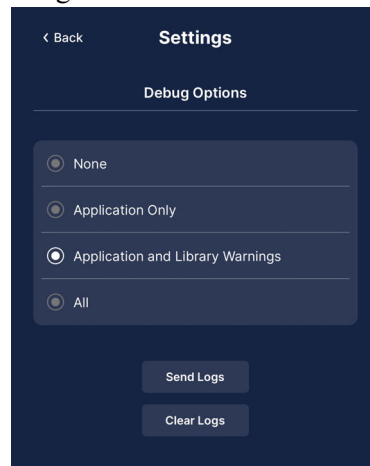 < Back Settings
Debug Options
None
Application Only
Application and Library Warnings
All
Send Logs
Clear Logs